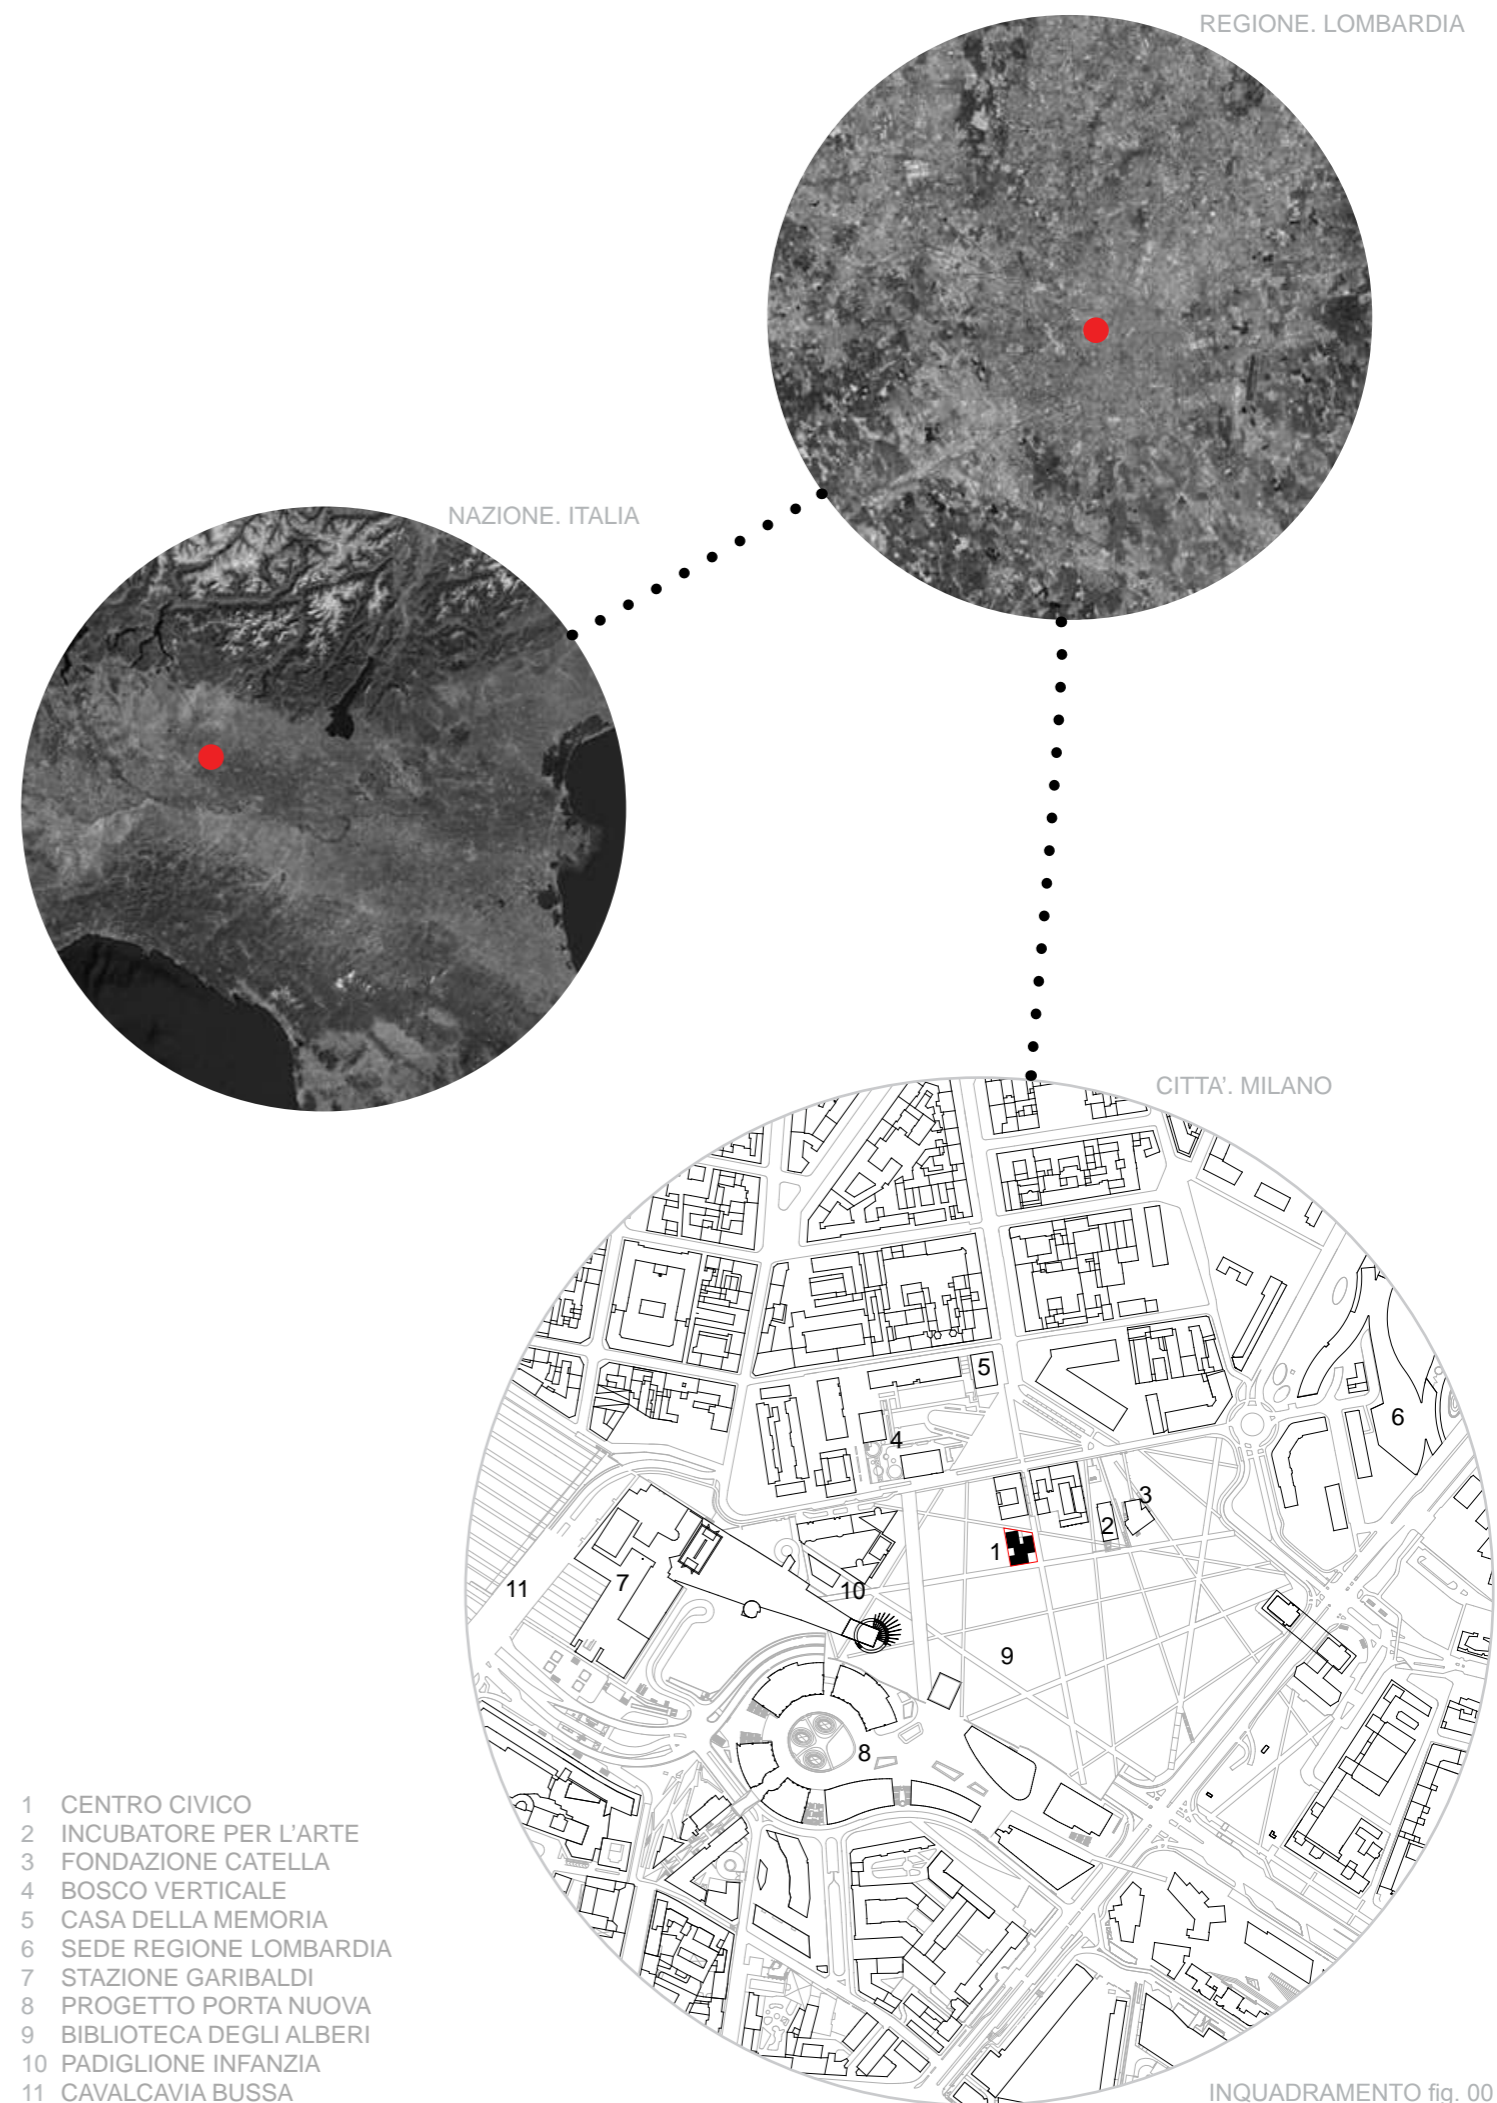 REGIONE. LOMBARDIA
NAZIONE. ITALIA
CITTA'. MILANO
5
6
4
3
2
1
7
11
10
9
8
1 CENTRO CIVICO
2 INCUBATORE PER L'ARTE
3 FONDAZIONE CATELLA
4 BOSCO VERTICALE
5 CASA DELLA MEMORIA
6 SEDE REGIONE LOMBARDIA
7 STAZIONE GARIBALDI
8 PROGETTO PORTA NUOVA
9 BIBLIOTECA DEGLI ALBERI
10 PADIGLIONE INFANZIA
11 CAVALCAVIA BUSSA
INQUADRAMENTO fig. 00